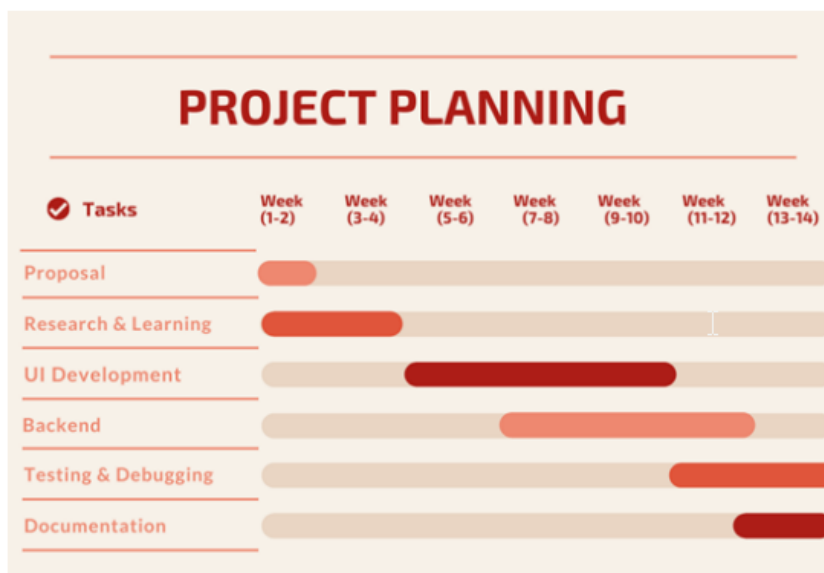 PROJECT PLANNING
Tasks
Week (1-2) Week (3-4) Week (5-6) Week (7-8) Week (9-10) Week (11-12) Week (13-14)
Proposal
Research & Learning
UI Development
Backend
Testing & Debugging
Documentation